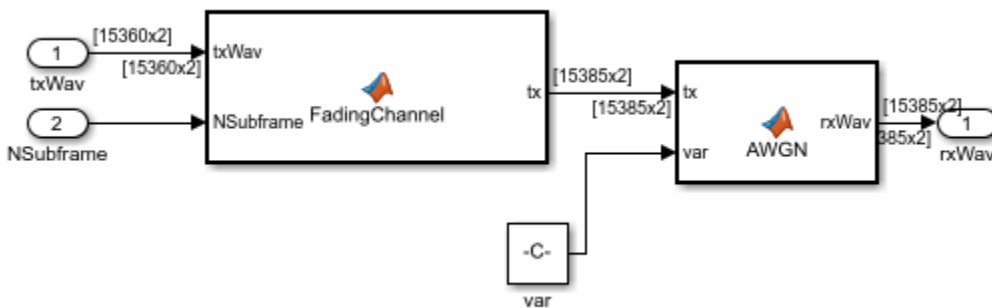 [15360x2]
1
txWav
[15360x2]
txWav
2
NSubframe
NSubframe
FadingChannel
tx
[15385x2]
[15385x2]
tx
var
AWGN
rxWav
[15385x2]
385x2]
1
rxWav
-C-
var